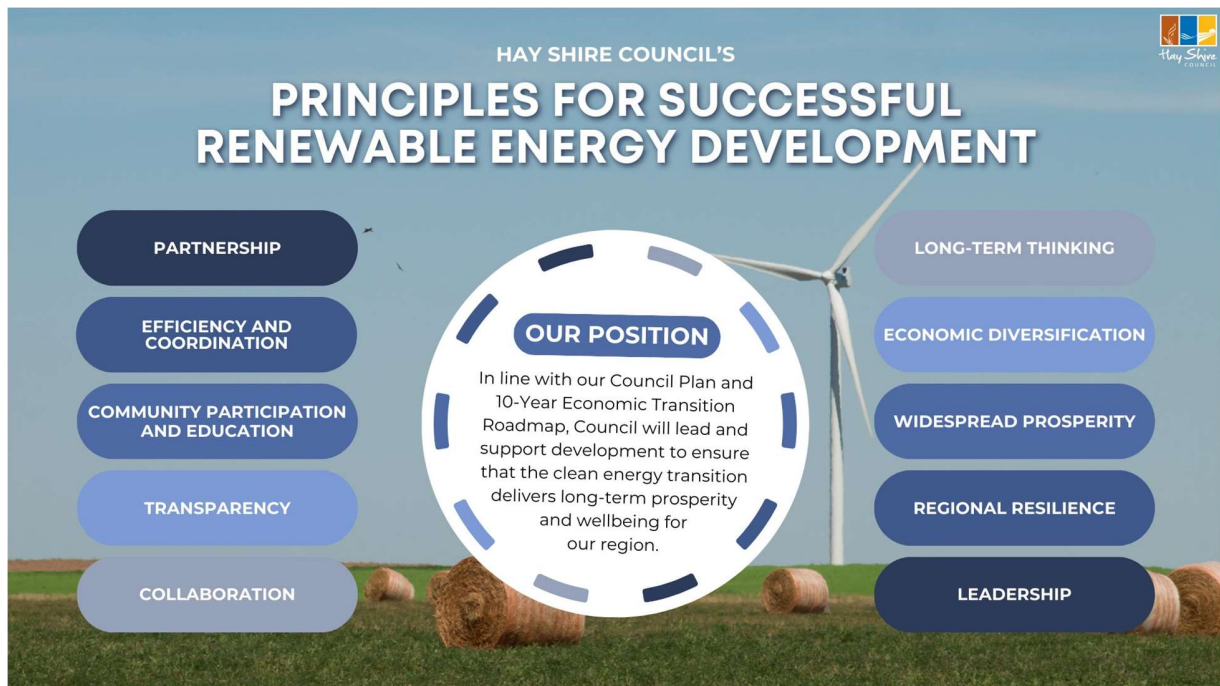 Hay Shire
COUNCIL
HAY SHIRE COUNCIL'S
PRINCIPLES FOR SUCCESSFUL
RENEWABLE ENERGY DEVELOPMENT
PARTNERSHIP
EFFICIENCY AND
COORDINATION
COMMUNITY PARTICIPATION
AND EDUCATION
TRANSPARENCY
COLLABORATION
OUR POSITION
In line with our Council Plan and
10-Year Economic Transition
Roadmap, Council will lead and
support development to ensure
that the clean energy transition
delivers long-term prosperity
and wellbeing for
our region.
LONG-TERM THINKING
ECONOMIC DIVERSIFICATION
WIDESPREAD PROSPERITY
REGIONAL RESILIENCE
LEADERSHIP